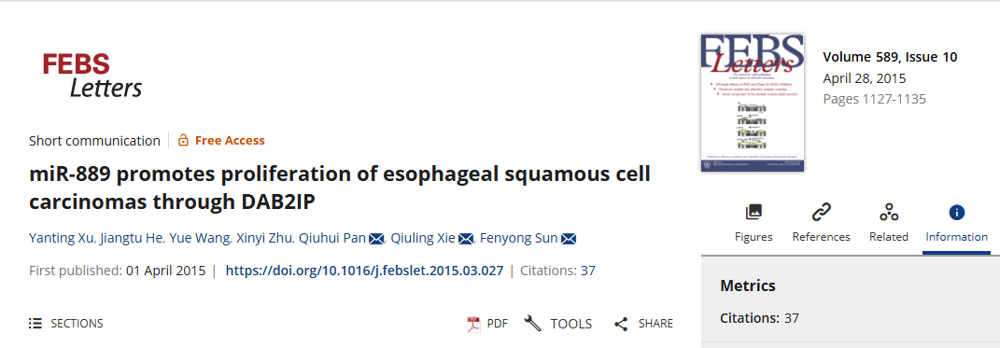 FEBS
Letters
Short communication
Free Access
miR-889 promotes proliferation of esophageal squamous cell
carcinomas through DAB2IP
Yanting Xu, Jiangtu He, Yue Wang, Xinyi Zhu, Qiuhui Pan, Qiuling Xie, Fenyong Sun
First published: 01 April 2015 | https://doi.org/10.1016/j.febslet.2015.03.027 | Citations: 37
SECTIONS
PDF
TOOLS
SHARE
FEBS
Letters
Volume 589, Issue 10
April 28, 2015
Pages 1127-1135
Figures
References
Related
Information
Metrics
Citations: 37